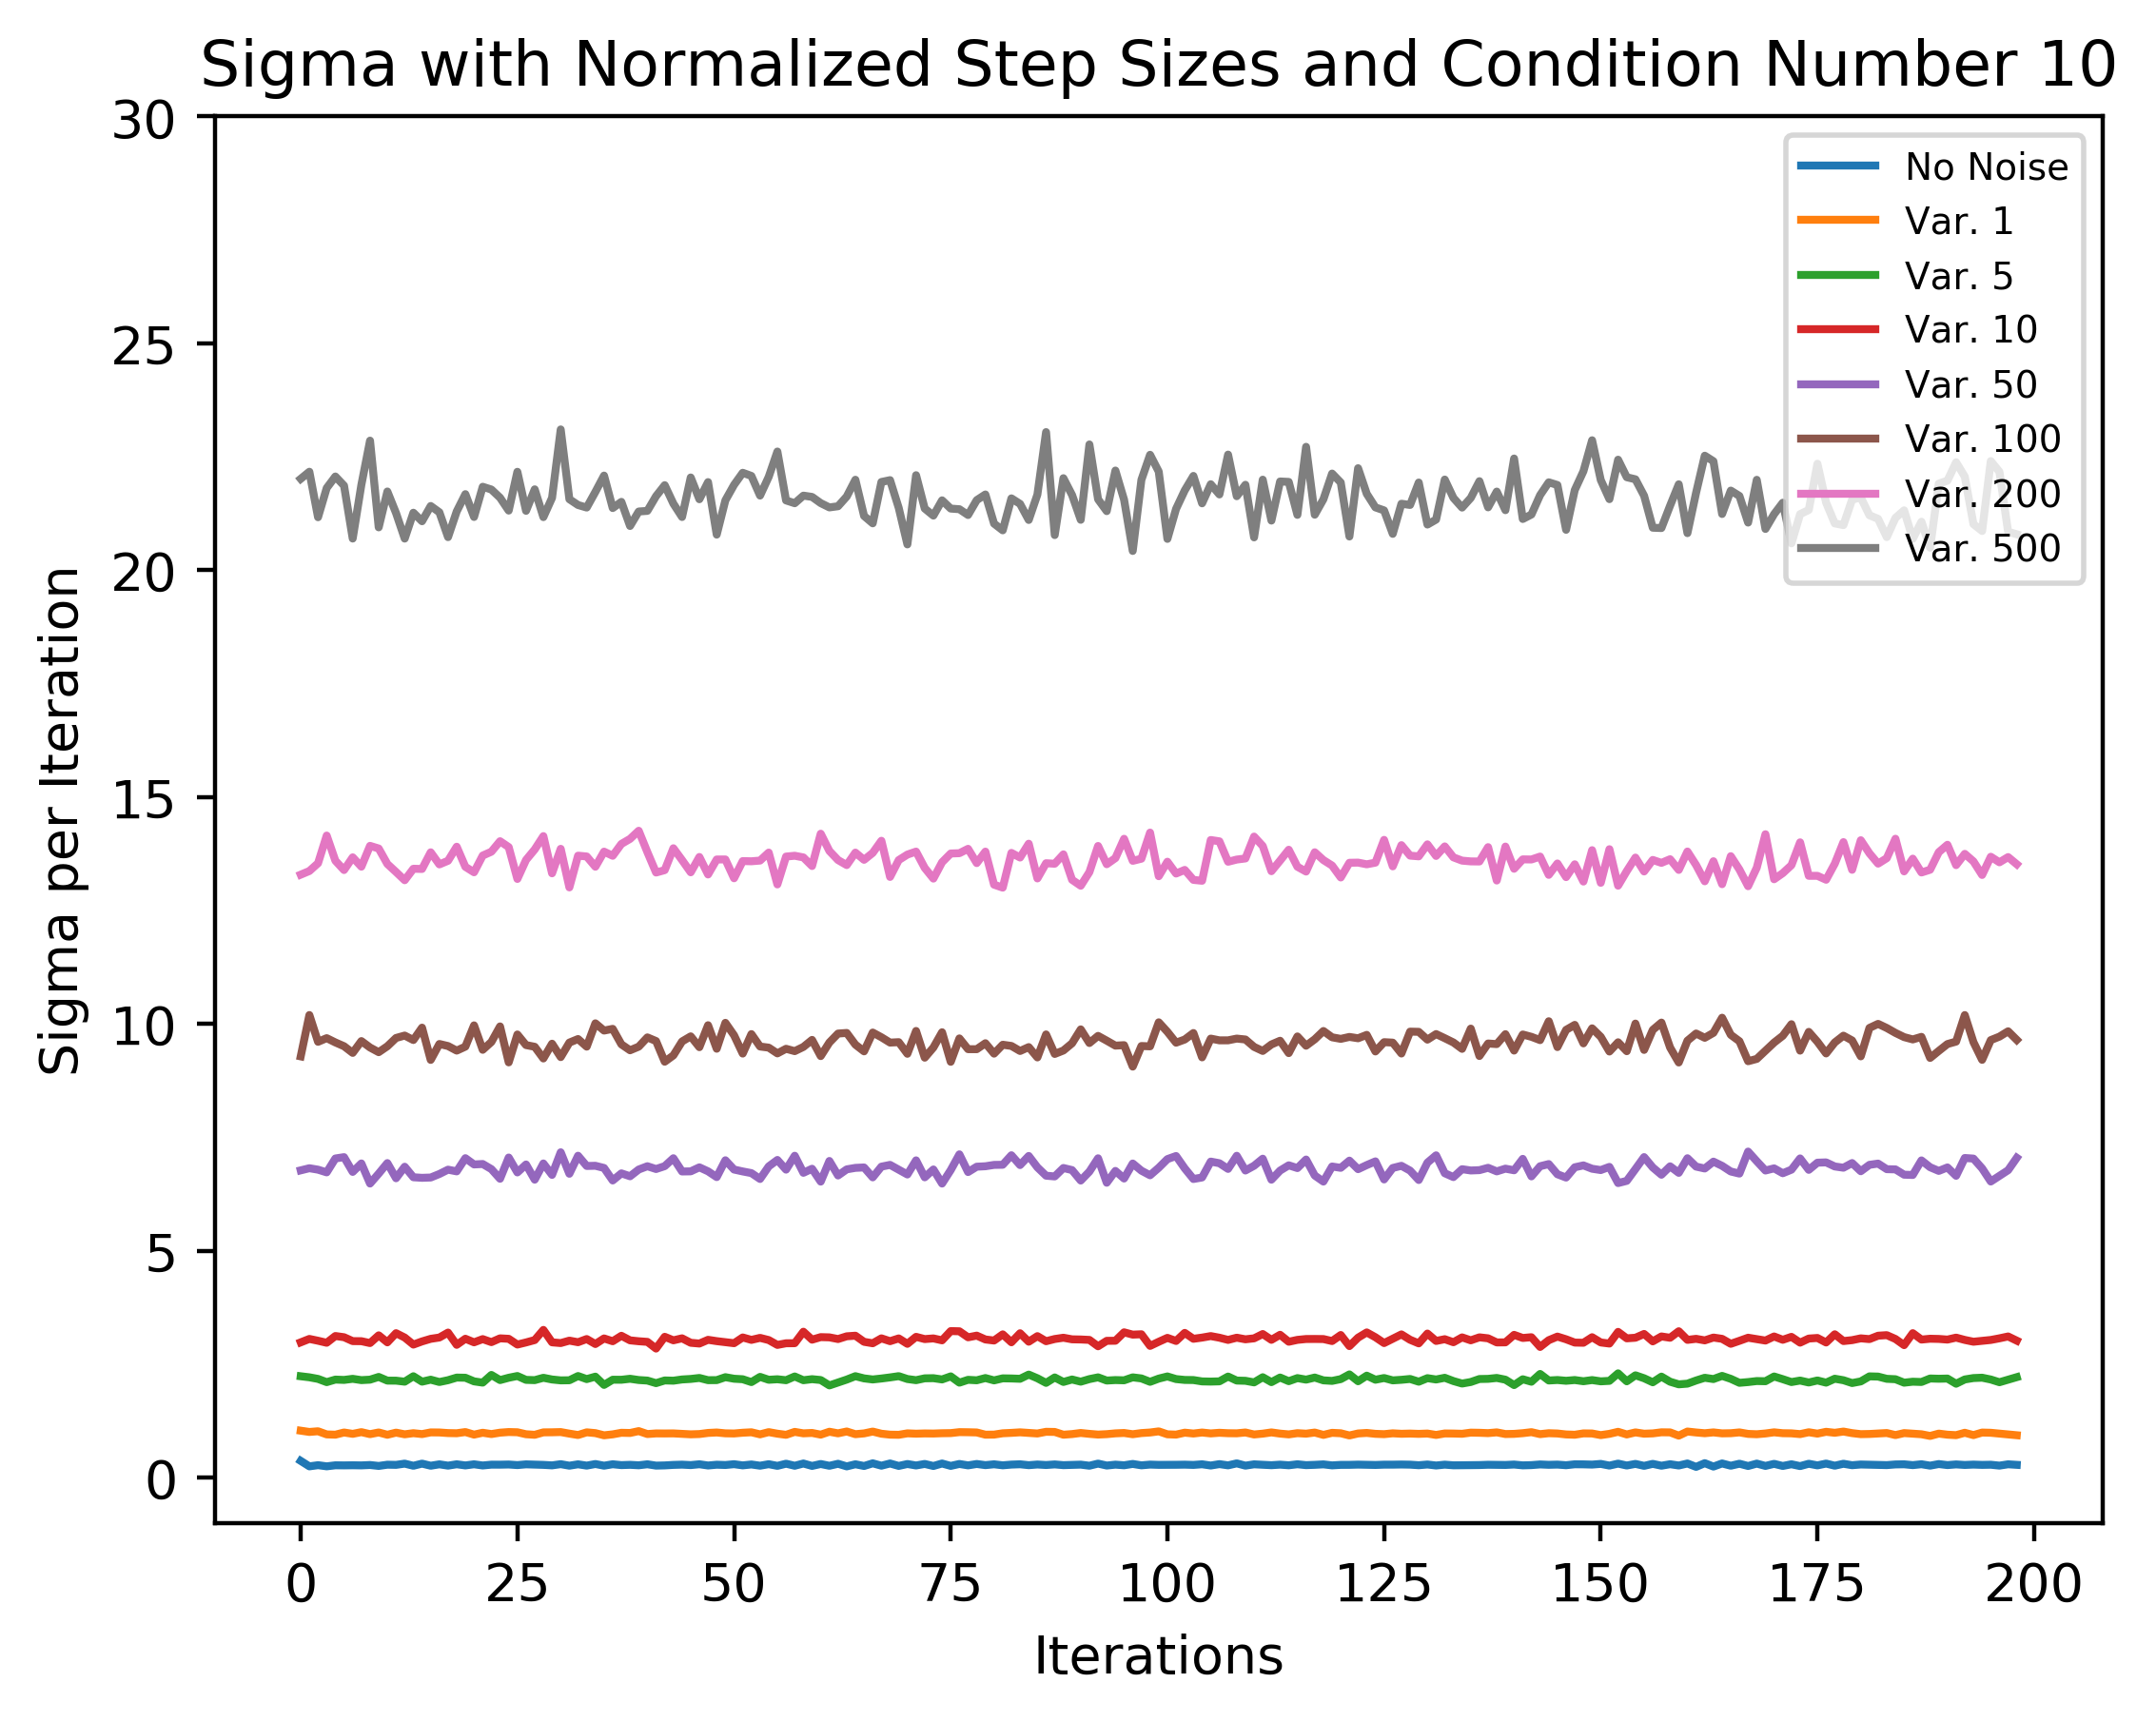 Sigma with Normalized Step Sizes and Condition Number 10
30
25
20
15
10
5
0
Sigma per Iteration
No Noise
Var. 1
Var. 5
Var. 10
Var. 50
Var. 100
Var. 200
Var. 500
0 25 50 75 100 125 150 175 200
Iterations